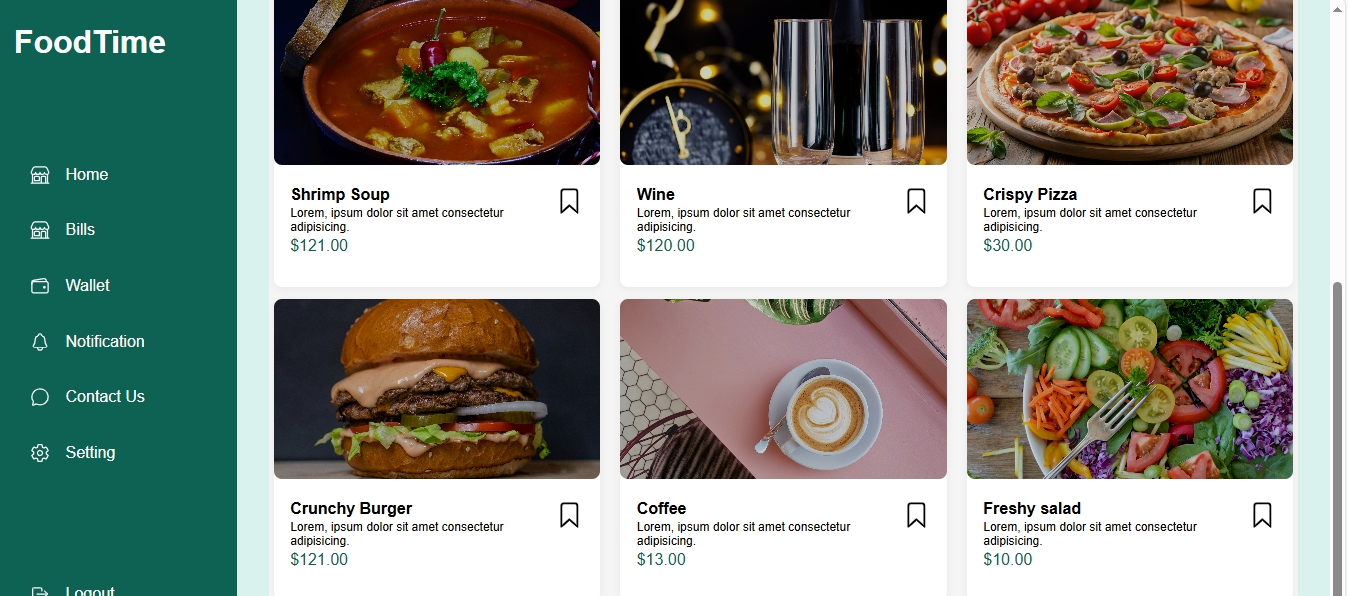 FoodTime
Home
Bills
Wallet
Notification
Contact Us
Setting
Logout
Shrimp Soup
Lorem, ipsum dolor sit amet consectetur
adipisicing.
$121.00
Wine
Lorem, ipsum dolor sit amet consectetur
adipisicing.
$120.00
Crispy Pizza
Lorem, ipsum dolor sit amet consectetur
adipisicing.
$30.00
Crunchy Burger
Lorem, ipsum dolor sit amet consectetur
adipisicing.
$121.00
Coffee
Lorem, ipsum dolor sit amet consectetur
adipisicing.
$13.00
Freshy salad
Lorem, ipsum dolor sit amet consectetur
adipisicing.
$10.00